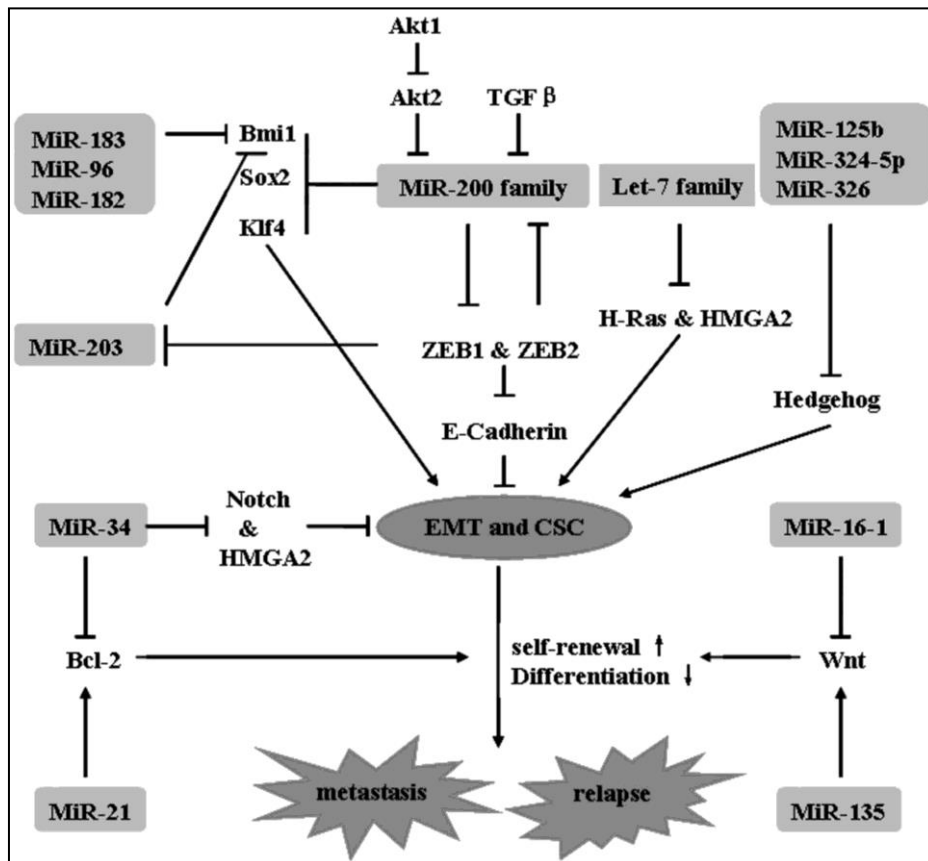 Akt1
Akt2
TGF β
MiR-183
MiR-96
MiR-182
Bmi1
Sox2
Klf4
MiR-200 family
Let-7 family
MiR-125b
MiR-324-5p
MiR-326
MiR-203
ZEB1 & ZEB2
H-Ras & HMGA2
Hedgehog
E-Cadherin
MiR-34
Notch
&
HMGA2
EMT and CSC
MiR-16-1
Bcl-2
self-renewal ↑
Differentiation ↓
Wnt
MiR-21
metastasis
relapse
MiR-135